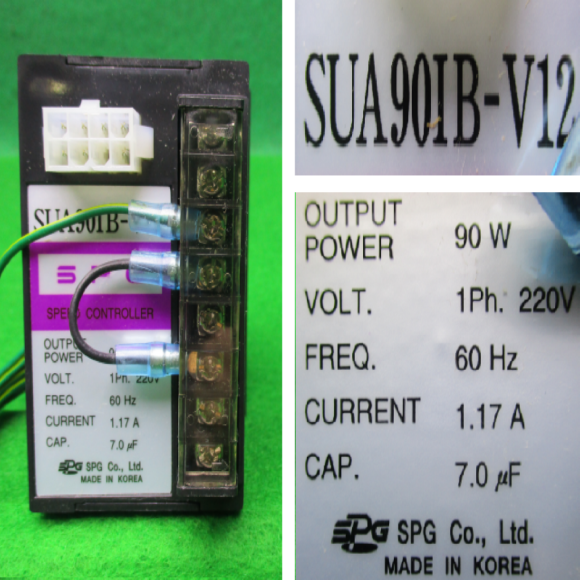 SUA90IB-
SPG
SPEED CONTROLLER
OUTPUT
POWER
VOLT. 1Ph. 220V
FREQ. 60 Hz
CURRENT 1.17 A
CAP. 7.0 µF
SPG SPG Co., Ltd.
MADE IN KOREA
SUA90IB-V12
OUTPUT
POWER 90 W
VOLT. 1Ph. 220V
FREQ. 60 Hz
CURRENT 1.17 A
CAP. 7.0 µF
SPG SPG Co., Ltd.
MADE IN KOREA